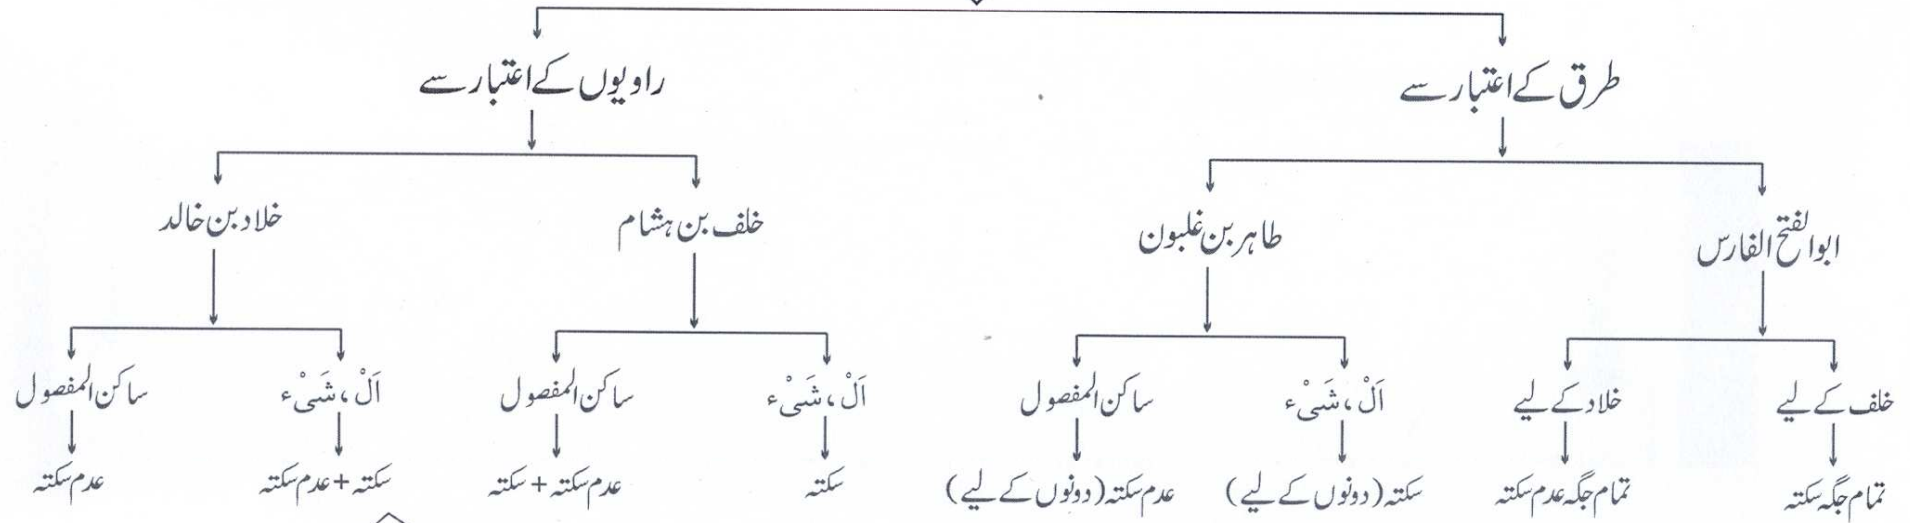 طرق کے اعتبار سے
راویوں کے اعتبار سے
ابوالفتح الفارس
طاہر بن غلبون
خلف بن ہشام
خلاد بن خالد
خلف کے لیے
خلاد کے لیے
اَلْ، شَیْء
ساکن المفصول
اَلْ، شَیْء
ساکن المفصول
اَلْ، شَیْء
ساکن المفصول
تمام جگہ سکتہ
تمام جگہ عدم سکتہ
سکتہ (دونوں کے لیے)
عدم سکتہ (دونوں کے لیے)
سکتہ
عدم سکتہ + سکتہ
سکتہ + عدم سکتہ
عدم سکتہ